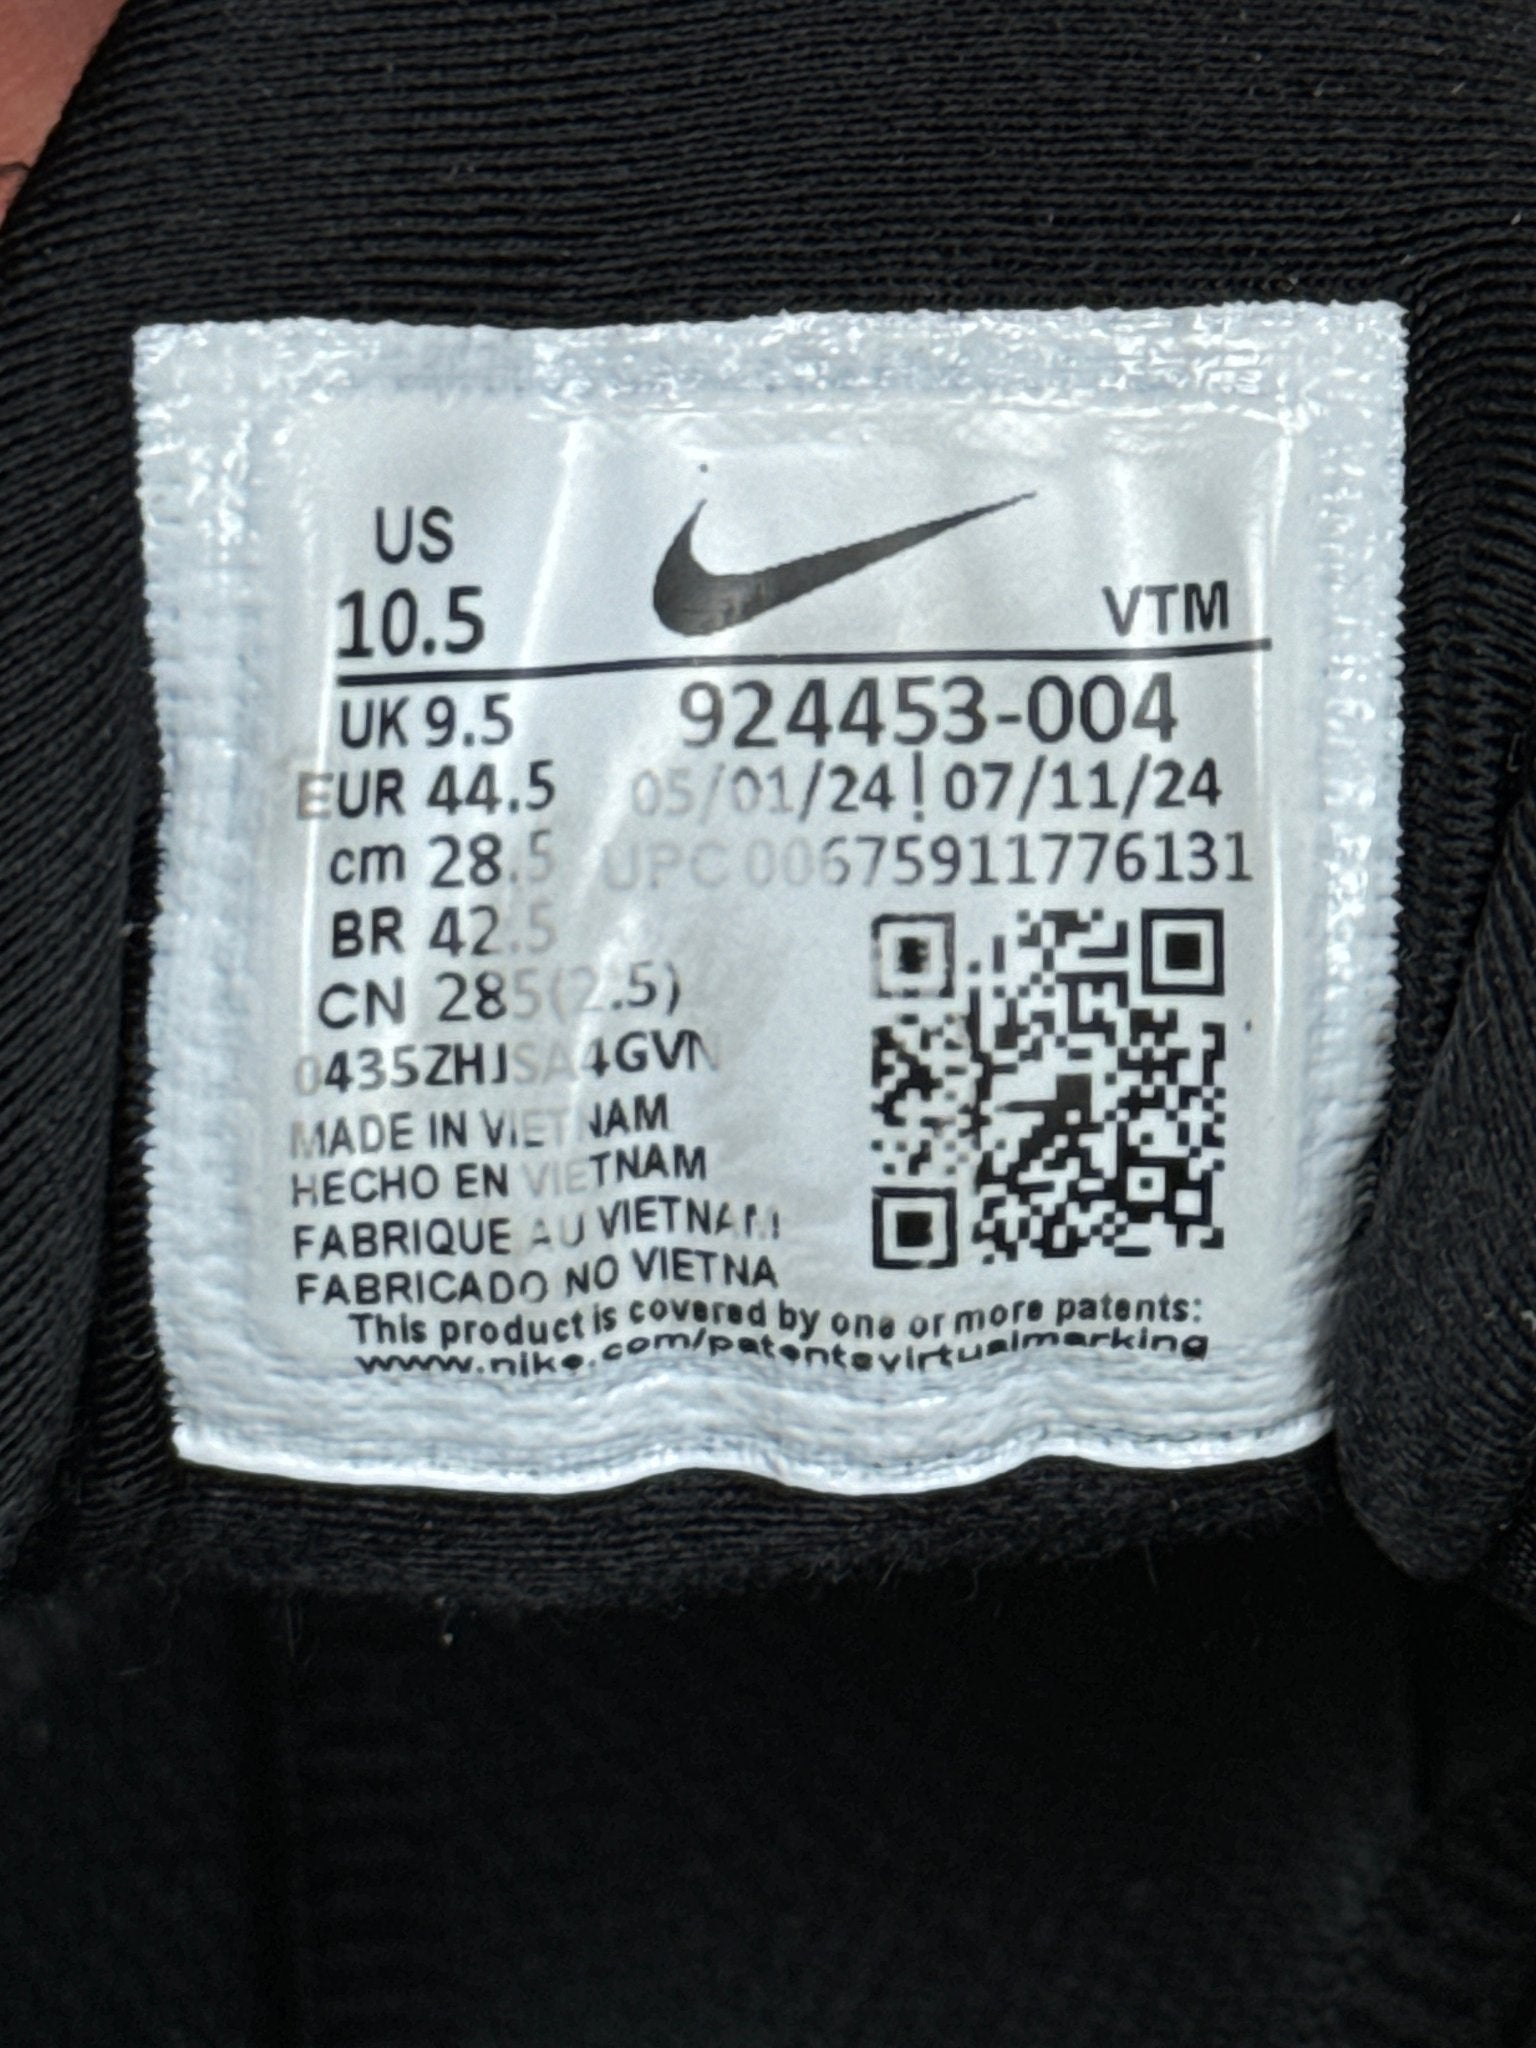 US
10.5
VTM
UK 9.5
924453-004
EUR 44.5
05/01/24 | 07/11/24
cm 28.5
UPC 00675911776131
BR 42.5
CN 285(2.5)
0435ZHJSA4GVN
MADE IN VIETNAM
HECHO EN VIETNAM
FABRIQUE AU VIETNAM
FABRICADO NO VIETNA
This product is covered by one or more patents:
www.nike.com/patentsvirtualmarking